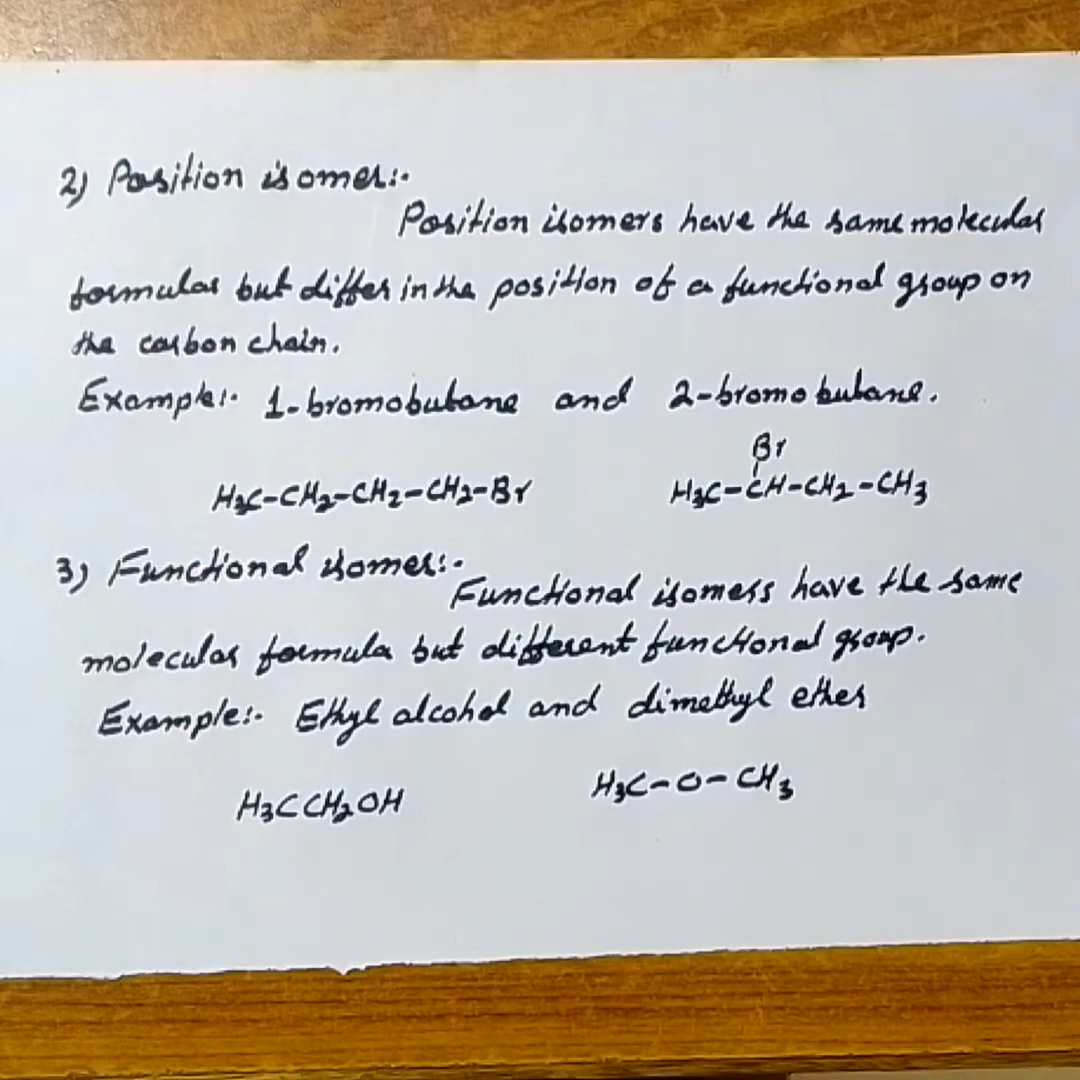 2) Position isomer:-
Position isomers have the same molecular
formular but differ in the position of a functional group on
the carbon chain.
Example:- 1-bromobutane and 2-bromobutane.
Br
H₃C-CH₂-CH₂-CH₂-Br H₃C-CH-CH₂-CH₃
3) Functional isomer:-
Functional isomers have the same
molecular formula but different functional group.
Example:- Ethyl alcohol and dimethyl ether
H₃CCH₂OH H₃C-O-CH₃